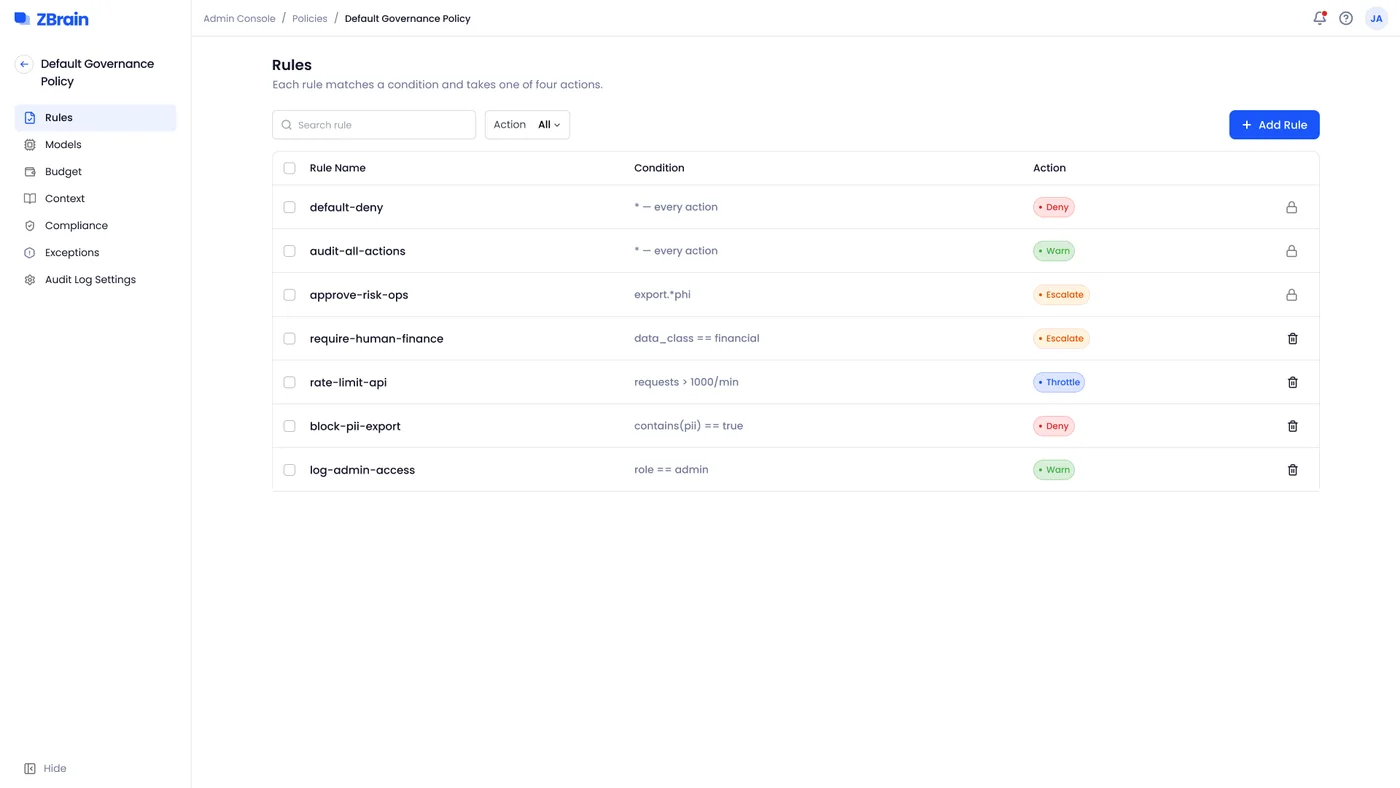 ZBrain
Admin Console / Policies / Default Governance Policy
JA
Default Governance
Policy
Rules
Models
Budget
Context
Compliance
Exceptions
Audit Log Settings
Hide
Rules
Each rule matches a condition and takes one of four actions.
Search rule
Action All
+ Add Rule
Rule Name Condition Action
default-deny * — every action • Deny
audit-all-actions * — every action • Warn
approve-risk-ops export.*phi • Escalate
require-human-finance data_class == financial • Escalate
rate-limit-api requests > 1000/min • Throttle
block-pii-export contains(pii) == true • Deny
log-admin-access role == admin • Warn